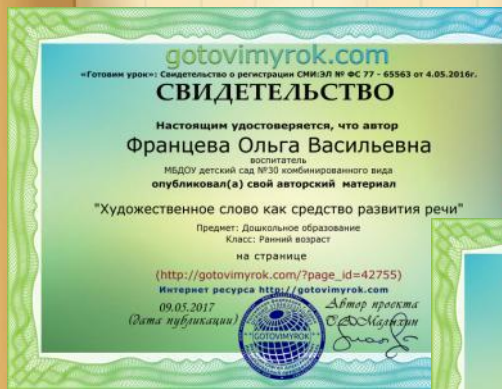 gotovimyrok.com
«Готовим урок»: Свидетельство о регистрации СМИ:ЭЛ № ФС 77 - 65563 от 4.05.2016г.
СВИДЕТЕЛЬСТВО
Настоящим удостоверяется, что автор
Францева Ольга Васильевна
воспитатель
МБДОУ детский сад №30 комбинированного вида
опубликовал(а) свой авторский материал
"Художественное слово как средство развития речи"
Предмет: Дошкольное образование
Класс: Ранний возраст
на странице
(http://gotovimyrok.com/?page_id=42755)
Интернет ресурса http://gotovimyrok.com
09.05.2017 Автор проекта
(дата публикации) О.А.Малыхин
GOTOVIMYROK